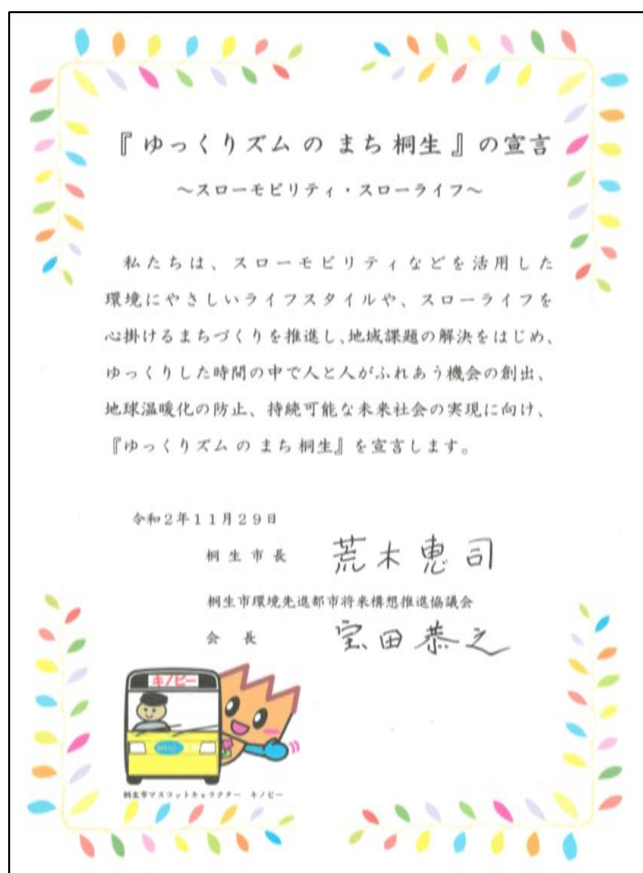 『ゆっくりズム の まち 桐生』の宣言
～スローモビリティ・スローライフ～
私たちは、スローモビリティなどを活用した
環境にやさしいライフスタイルや、スローライフを
心掛けるまちづくりを推進し、地域課題の解決をはじめ、
ゆっくりした時間の中で人と人がふれあう機会の創出、
地球温暖化の防止、持続可能な未来社会の実現に向け、
『ゆっくりズム の まち 桐生』を宣言します。
令和2年11月29日
桐生市長 荒木恵司
桐生市環境先進都市将来構想推進協議会
会長 宝田恭之
キノピー
桐生市マスコットキャラクター キノピー